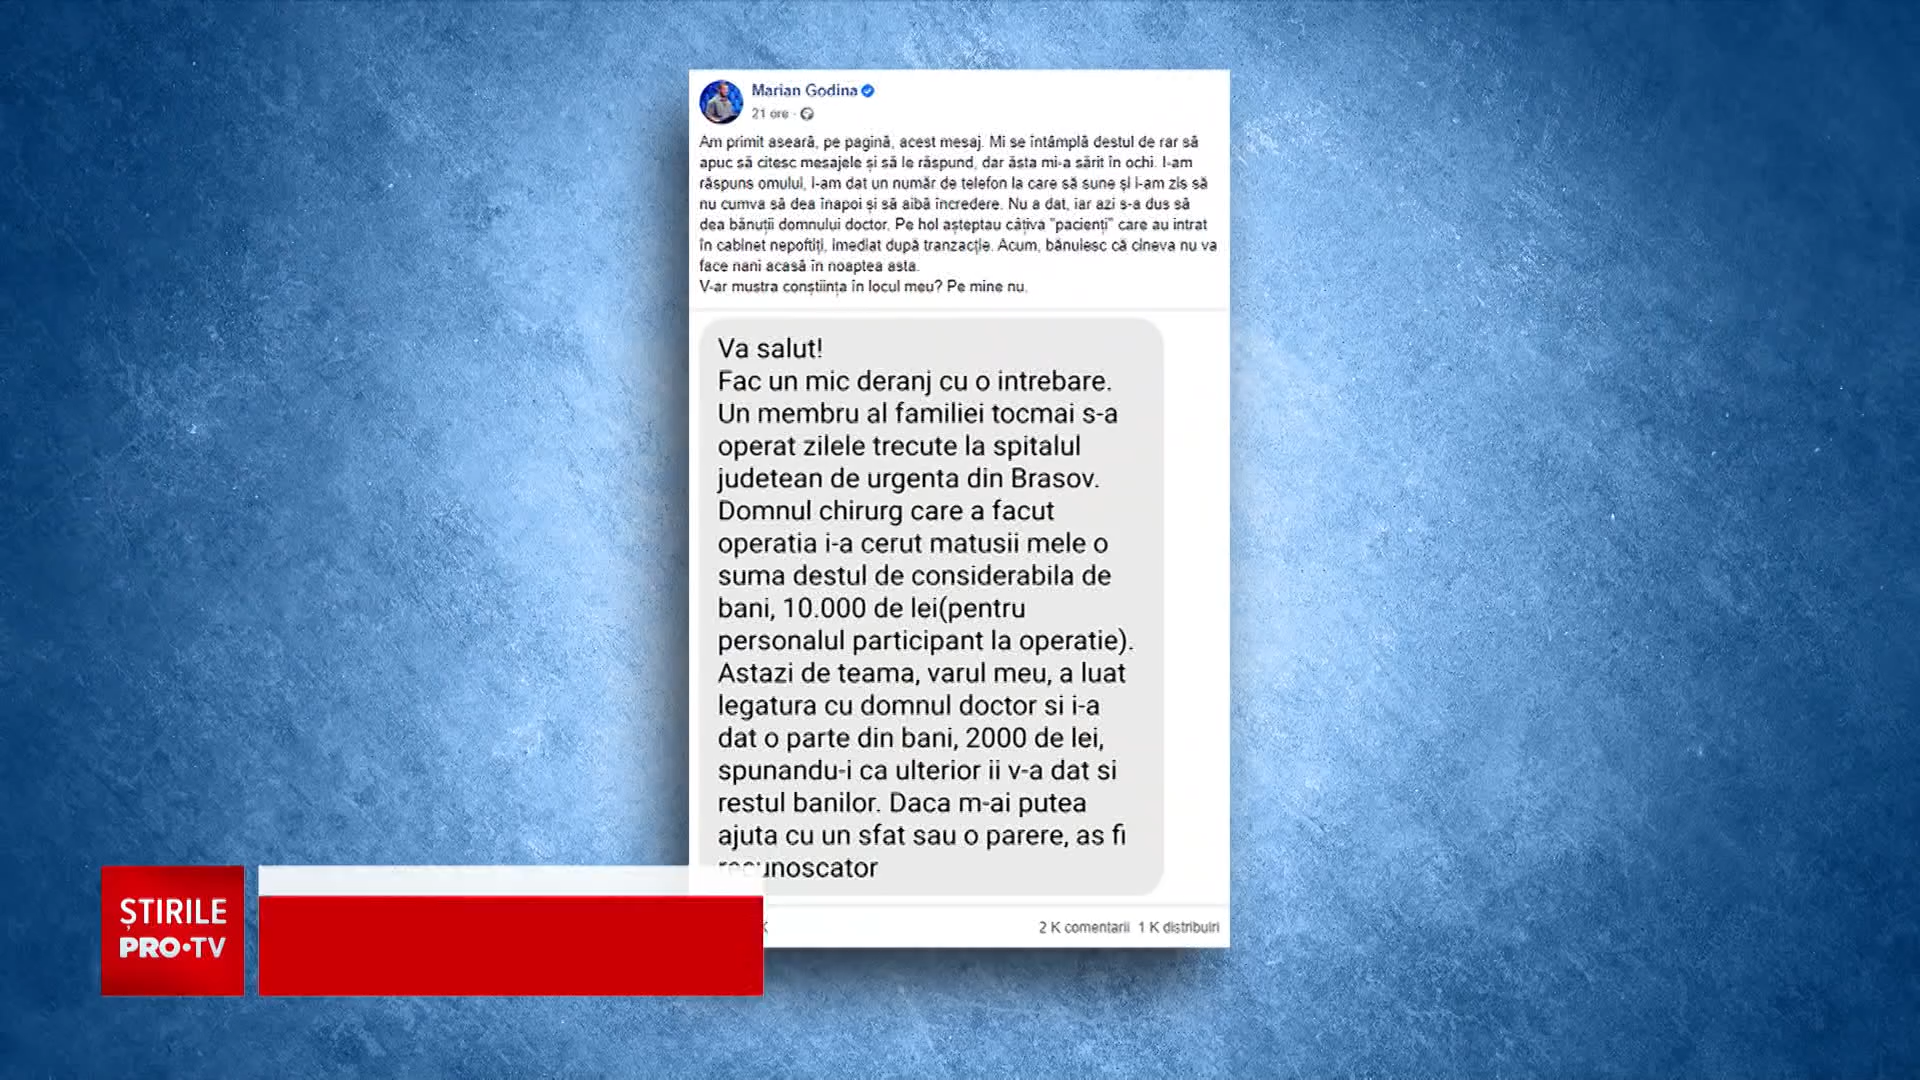 Marian Godina
21 ore
Am primit aseară, pe pagină, acest mesaj. Mi se întâmplă destul de rar să
apuc să citesc mesajele și să le răspund, dar ăsta mi-a sărit în ochi. I-am
răspuns omului, i-am dat un număr de telefon la care să sune și i-am zis să
nu cumva să dea înapoi și să aibă încredere. Nu a dat, iar azi s-a dus să
dea bănuții domnului doctor. Pe hol așteptau câțiva "pacienți" care au intrat
în cabinet nepoftiți, imediat după tranzacție. Acum, bănuiesc că cineva nu va
face nani acasă în noaptea asta.
V-ar mustra conștiința în locul meu? Pe mine nu.
Va salut!
Fac un mic deranj cu o intrebare.
Un membru al familiei tocmai s-a
operat zilele trecute la spitalul
judetean de urgenta din Brasov.
Domnul chirurg care a facut
operatia i-a cerut matusii mele o
suma destul de considerabila de
bani, 10.000 de lei(pentru
personalul participant la operatie).
Astazi de teama, varul meu, a luat
legatura cu domnul doctor si i-a
dat o parte din bani, 2000 de lei,
spunandu-i ca ulterior ii v-a dat si
restul banilor. Daca m-ai putea
ajuta cu un sfat sau o parere, as fi
recunoscator
2 K comentarii 1 K distribuiri
ȘTIRILE
PRO•TV